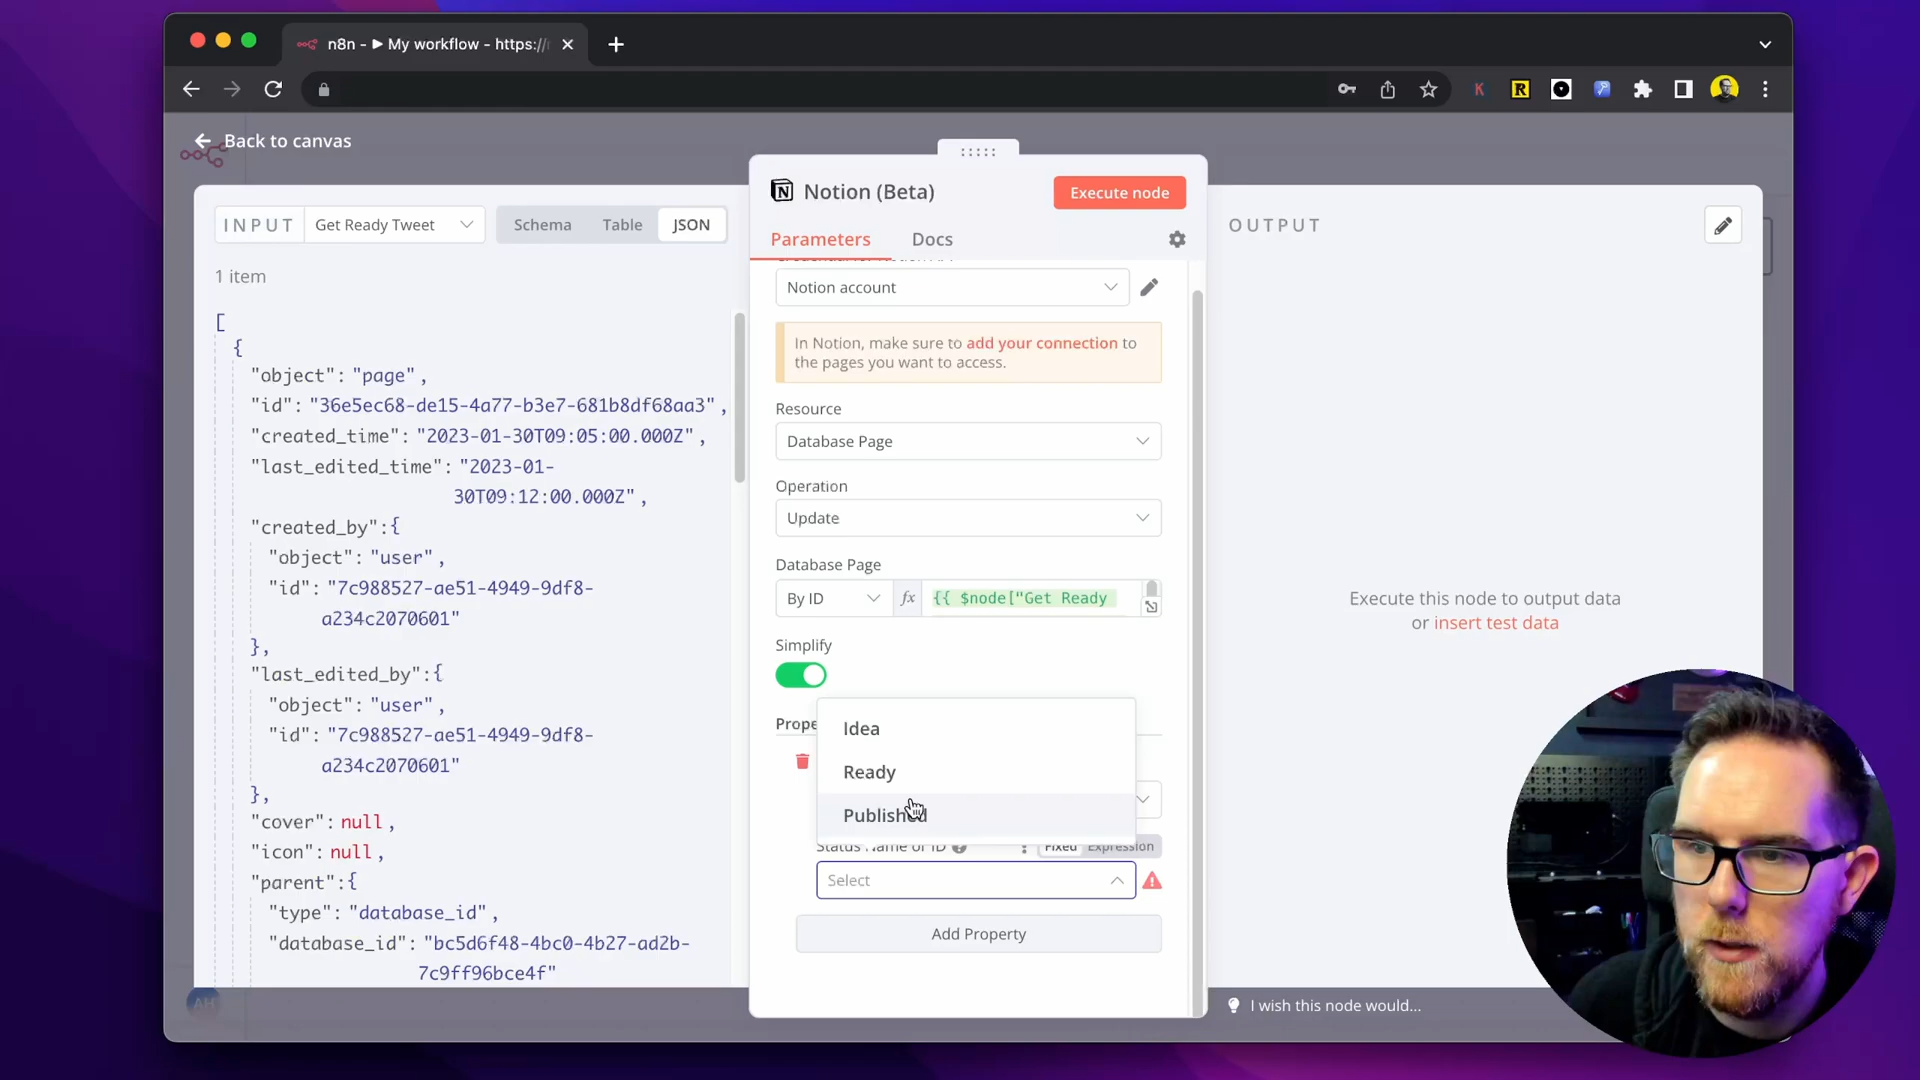 n8n - ▶ My workflow - https://
Back to canvas
INPUT
Get Ready Tweet
Schema
Table
JSON
1 item
[
{
"object": "page",
"id": "36e5ec68-de15-4a77-b3e7-681b8df68aa3",
"created_time": "2023-01-30T09:05:00.000Z",
"last_edited_time": "2023-01-
30T09:12:00.000Z",
"created_by":{
"object": "user",
"id": "7c988527-ae51-4949-9df8-
a234c2070601"
},
"last_edited_by":{
"object": "user",
"id": "7c988527-ae51-4949-9df8-
a234c2070601"
},
"cover": null,
"icon": null,
"parent":{
"type": "database_id",
"database_id": "bc5d6f48-4bc0-4b27-ad2b-
7c9ff96bce4f"
AH
Notion (Beta)
Execute node
Parameters
Docs
Notion account
In Notion, make sure to add your connection to
the pages you want to access.
Resource
Database Page
Operation
Update
Database Page
By ID
fx
{{ $node["Get Ready
Simplify
Prope
Idea
Ready
Published
Status Name or ID
Fixed
Expression
Select
Add Property
OUTPUT
Execute this node to output data
or insert test data
I wish this node would...